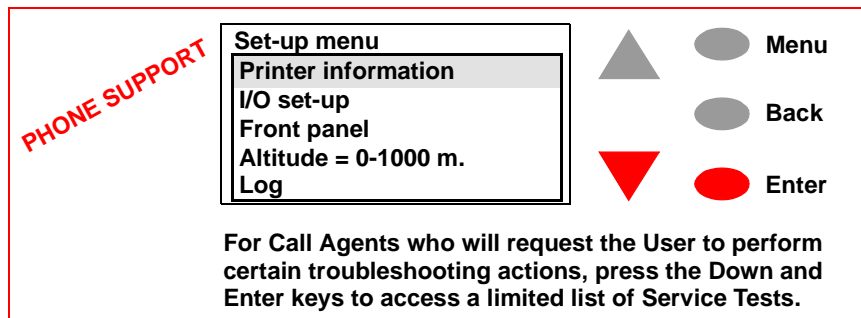 PHONE SUPPORT
Set-up menu
Printer information
I/O set-up
Front panel
Altitude = 0-1000 m.
Log
Menu
Back
Enter
For Call Agents who will request the User to perform
certain troubleshooting actions, press the Down and
Enter keys to access a limited list of Service Tests.